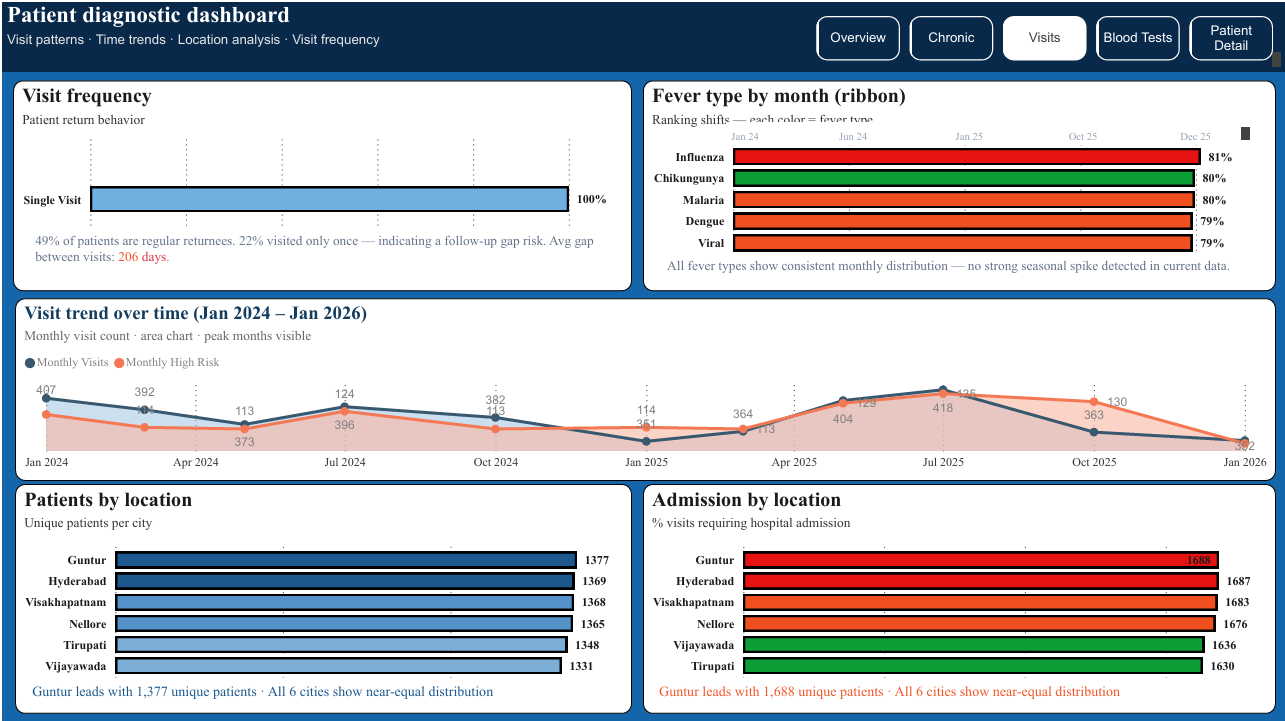 Patient diagnostic dashboard
Visit patterns · Time trends · Location analysis · Visit frequency
Overview
Chronic
Visits
Blood Tests
Patient
Detail
Visit frequency
Patient return behavior
Single Visit
100%
49% of patients are regular returnees. 22% visited only once — indicating a follow-up gap risk. Avg gap
between visits: 206 days.
Fever type by month (ribbon)
Ranking shifts — each color = fever type
Jan 24 Jun 24 Jan 25 Oct 25 Dec 25
Influenza 81%
Chikungunya 80%
Malaria 80%
Dengue 79%
Viral 79%
All fever types show consistent monthly distribution — no strong seasonal spike detected in current data.
Visit trend over time (Jan 2024 – Jan 2026)
Monthly visit count · area chart · peak months visible
Monthly Visits Monthly High Risk
407 392 113 124 382 114 364 129 135 130
373 396 113 351 113 404 418 363
Jan 2024 Apr 2024 Jul 2024 Oct 2024 Jan 2025 Apr 2025 Jul 2025 Oct 2025 Jan 2026
Patients by location
Unique patients per city
Guntur 1377
Hyderabad 1369
Visakhapatnam 1368
Nellore 1365
Tirupati 1348
Vijayawada 1331
Guntur leads with 1,377 unique patients · All 6 cities show near-equal distribution
Admission by location
% visits requiring hospital admission
Guntur 1688
Hyderabad 1687
Visakhapatnam 1683
Nellore 1676
Vijayawada 1636
Tirupati 1630
Guntur leads with 1,688 unique patients · All 6 cities show near-equal distribution